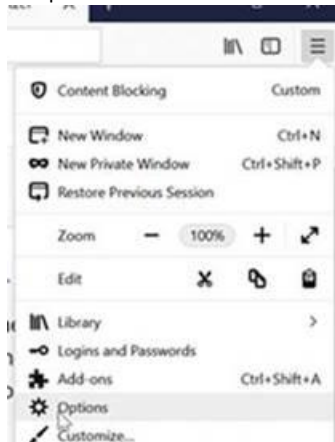 Content Blocking Custom
New Window Ctrl+N
New Private Window Ctrl+Shift+P
Restore Previous Session
Zoom 100%
Edit
Library
Logins and Passwords
Add-ons Ctrl+Shift+A
Options
Customize...